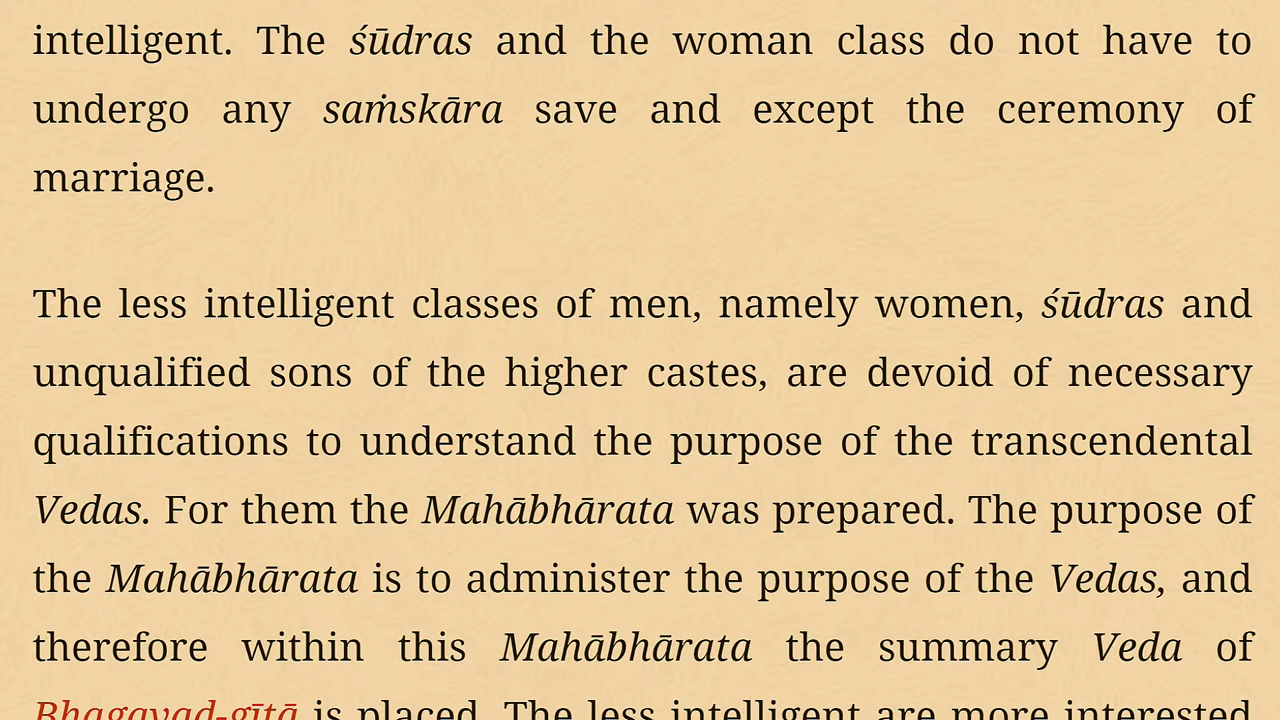 intelligent. The śūdras and the woman class do not have to
undergo any saṁskāra save and except the ceremony of
marriage.
The less intelligent classes of men, namely women, śūdras and
unqualified sons of the higher castes, are devoid of necessary
qualifications to understand the purpose of the transcendental
Vedas. For them the Mahābhārata was prepared. The purpose of
the Mahābhārata is to administer the purpose of the Vedas, and
therefore within this Mahābhārata the summary Veda of
Bhagavad-gītā is placed. The less intelligent are more interested